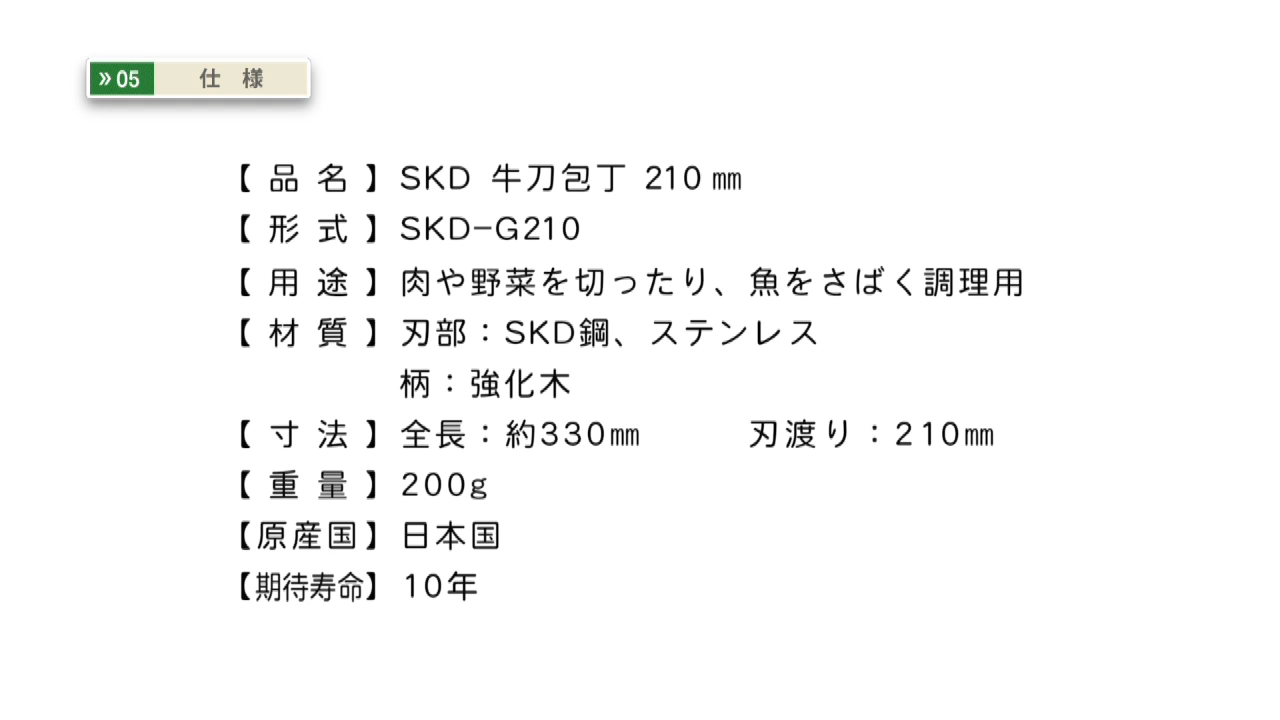 » 05 仕 様
【 品 名 】 SKD 牛刀包丁 210 ㎜
【 形 式 】 SKD−G210
【 用 途 】 肉や野菜を切ったり、魚をさばく調理用
【 材 質 】 刃部：SKD鋼、ステンレス
柄：強化木
【 寸 法 】 全長：約330㎜ 刃渡り：210㎜
【 重 量 】 200g
【原産国】 日本国
【期待寿命】 10年